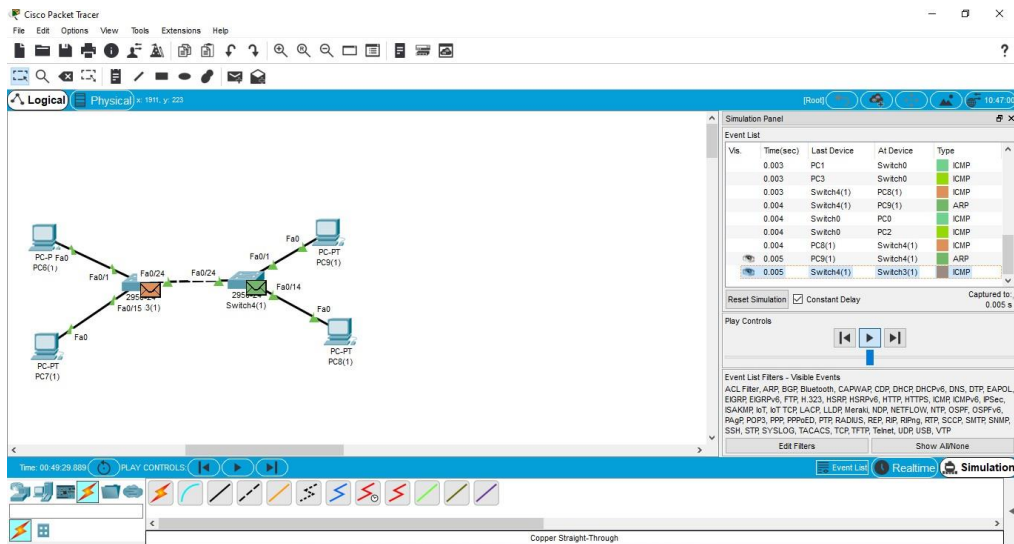 Cisco Packet Tracer
File Edit Options View Tools Extensions Help
?
Logical Physical x: 1911, y: 223 [Root] 10:47:00
Simulation Panel
Event List
Vis. Time(sec) Last Device At Device Type
0.003 PC1 Switch0 ICMP
0.003 PC3 Switch0 ICMP
0.003 Switch4(1) PC8(1) ICMP
0.004 Switch4(1) PC9(1) ARP
0.004 Switch0 PC0 ICMP
0.004 Switch0 PC2 ICMP
0.004 PC8(1) Switch4(1) ICMP
0.005 PC9(1) Switch4(1) ARP
0.005 Switch4(1) Switch3(1) ICMP
Reset Simulation Constant Delay Captured to:
0.005 s
Play Controls
Event List Filters - Visible Events
ACL Filter, ARP, BGP, Bluetooth, CAPWAP, CDP, DHCP, DHCPv6, DNS, DTP, EAPOL,
EIGRP, EIGRPv6, FTP, H.323, HSRP, HSRPv6, HTTP, HTTPS, ICMP, ICMPv6, IPSec,
ISAKMP, IoT, IoT TCP, LACP, LLDP, Meraki, NDP, NETFLOW, NTP, OSPF, OSPFv6,
PAgP, POP3, PPP, PPPoED, PTP, RADIUS, REP, RIP, RIPng, RTP, SCCP, SMTP, SNMP,
SSH, STP, SYSLOG, TACACS, TCP, TFTP, Telnet, UDP, USB, VTP
Edit Filters Show All/None
Fa0
PC-PT
PC9(1)
Fa0/1
PC-P Fa0
PC6(1)
Fa0/1 Fa0/24 Fa0/24
2950-24
Fa0/15 3(1)
2950-24
Switch4(1)
Fa0/14
Fa0
Fa0
PC-PT
PC7(1)
PC-PT
PC8(1)
Time: 00:49:29.889 PLAY CONTROLS: Event List Realtime Simulation
Copper Straight-Through